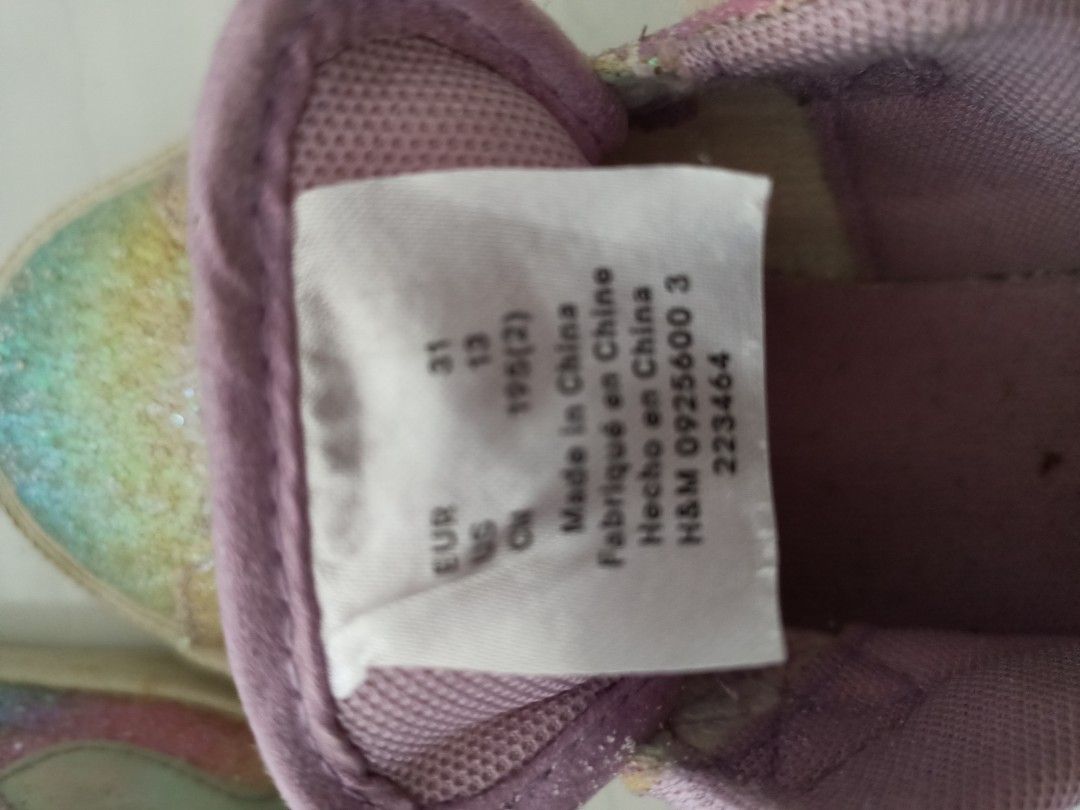 EUR 31
US 13
CN 195(2)
Made in China
Fabriqué en Chine
Hecho en China
H&M 0925600 3
223464